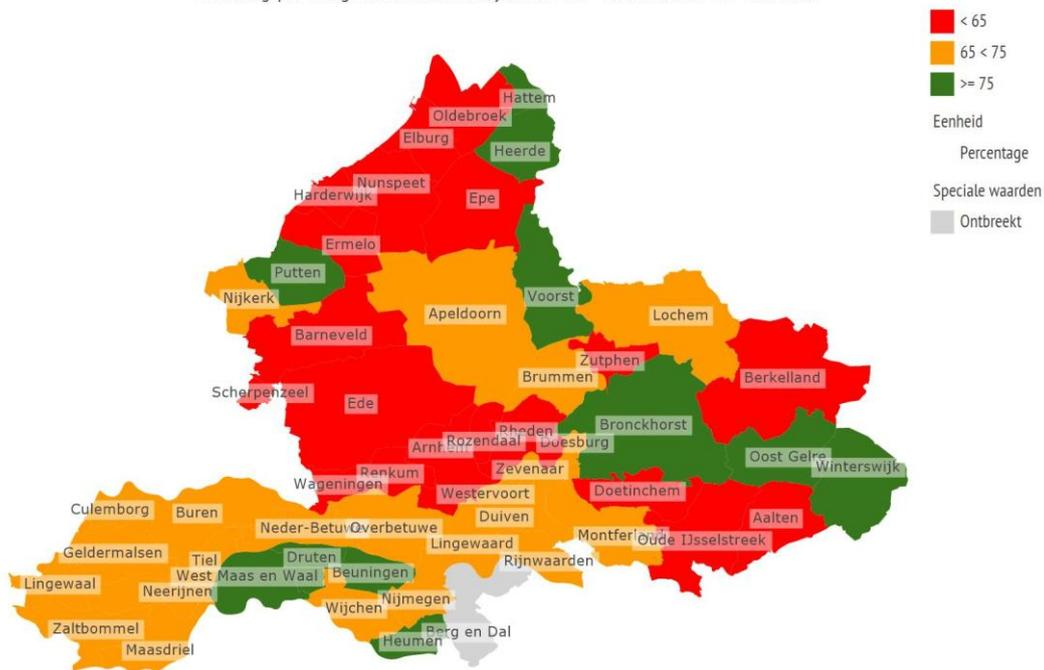 < 65
65 < 75
>= 75
Eenheid
Percentage
Speciale waarden
Ontbreekt
Hattem
Oldebroek
Elburg
Heerde
Nunspeet
Harderwijk
Epe
Ermelo
Putten
Nijkerk
Voorst
Apeldoorn
Lochem
Barneveld
Zutphen
Brummen
Berkelland
Scherpenzeel
Ede
Bronckhorst
Rheden
Rozendaal
Doesburg
Arnhem
Oost Gelre
Winterswijk
Zevenaar
Renkum
Wageningen
Westervoort
Doetinchem
Culemborg
Buren
Duiven
Aalten
Neder-Betuwe
Overbetuwe
Montferland
Oude IJsselstreek
Lingewaard
Geldermalsen
Tiel
Druten
Rijnwaarden
West Maas en Waal
Beuningen
Lingewaal
Neerijnen
Nijmegen
Wijchen
Zaltbommel
Berg en Dal
Heumen
Maasdriel